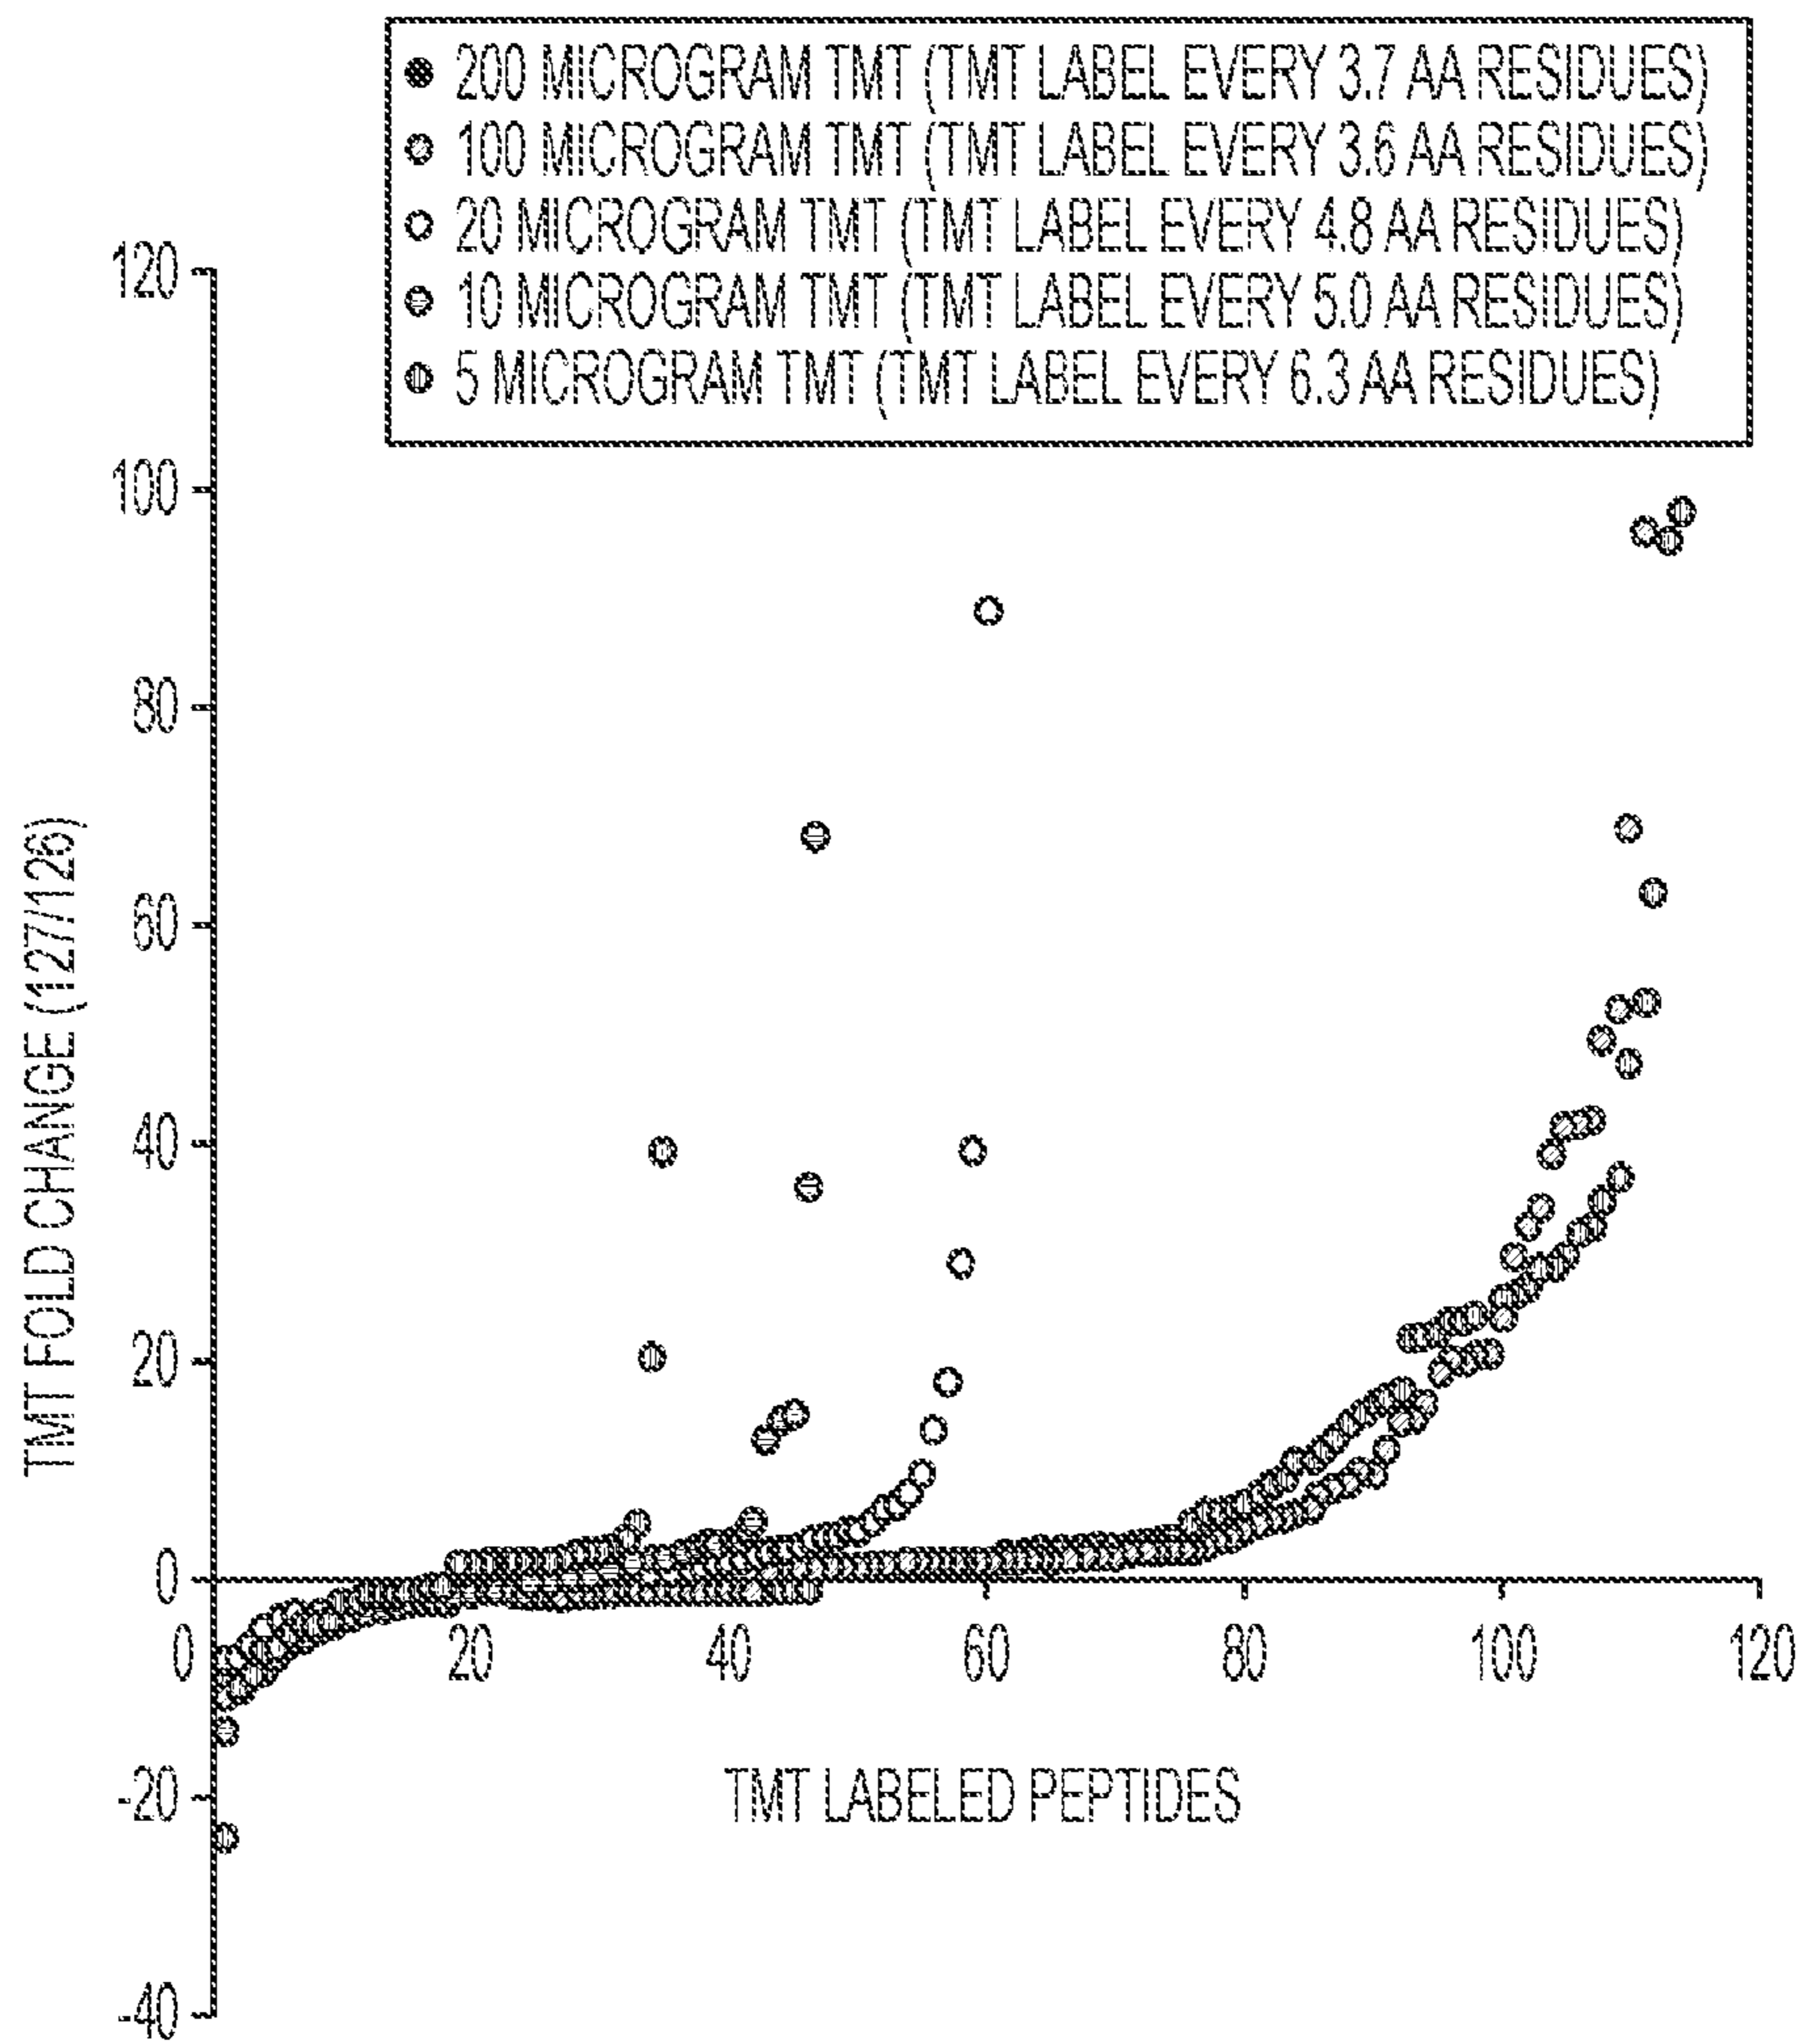 200 MICROGRAM TMT (TMT LABEL EVERY 3.7 AA RESIDUES)
100 MICROGRAM TMT (TMT LABEL EVERY 3.6 AA RESIDUES)
20 MICROGRAM TMT (TMT LABEL EVERY 4.8 AA RESIDUES)
10 MICROGRAM TMT (TMT LABEL EVERY 5.0 AA RESIDUES)
5 MICROGRAM TMT (TMT LABEL EVERY 6.3 AA RESIDUES)
120
100
80
60
40
20
0
-20
-40
TMT FOLD CHANGE (127/126)
0 20 40 60 80 100 120
TMT LABELED PEPTIDES